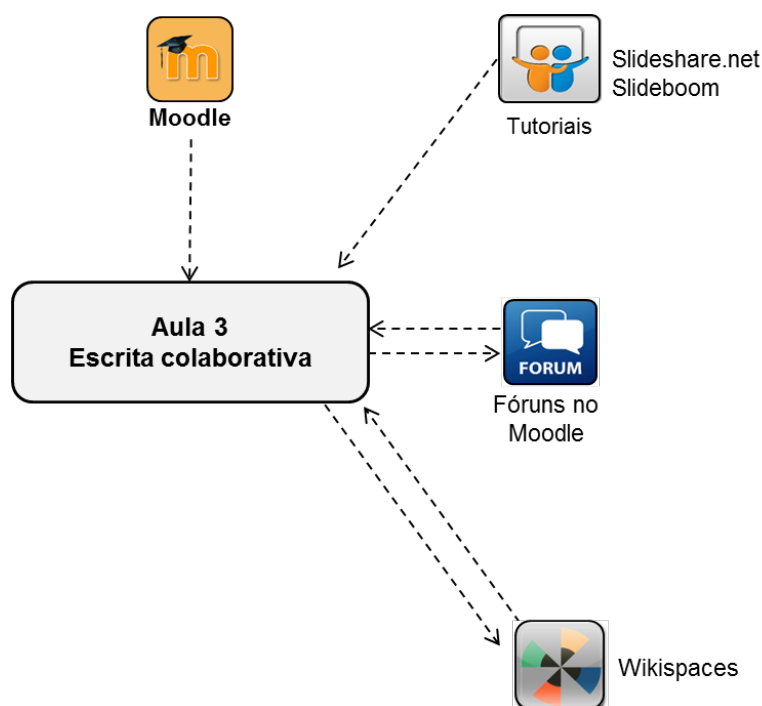 m
Moodle
Slideshare.net
Slideboom
Tutoriais
Aula 3
Escrita colaborativa
FORUM
Fóruns no
Moodle
Wikispaces